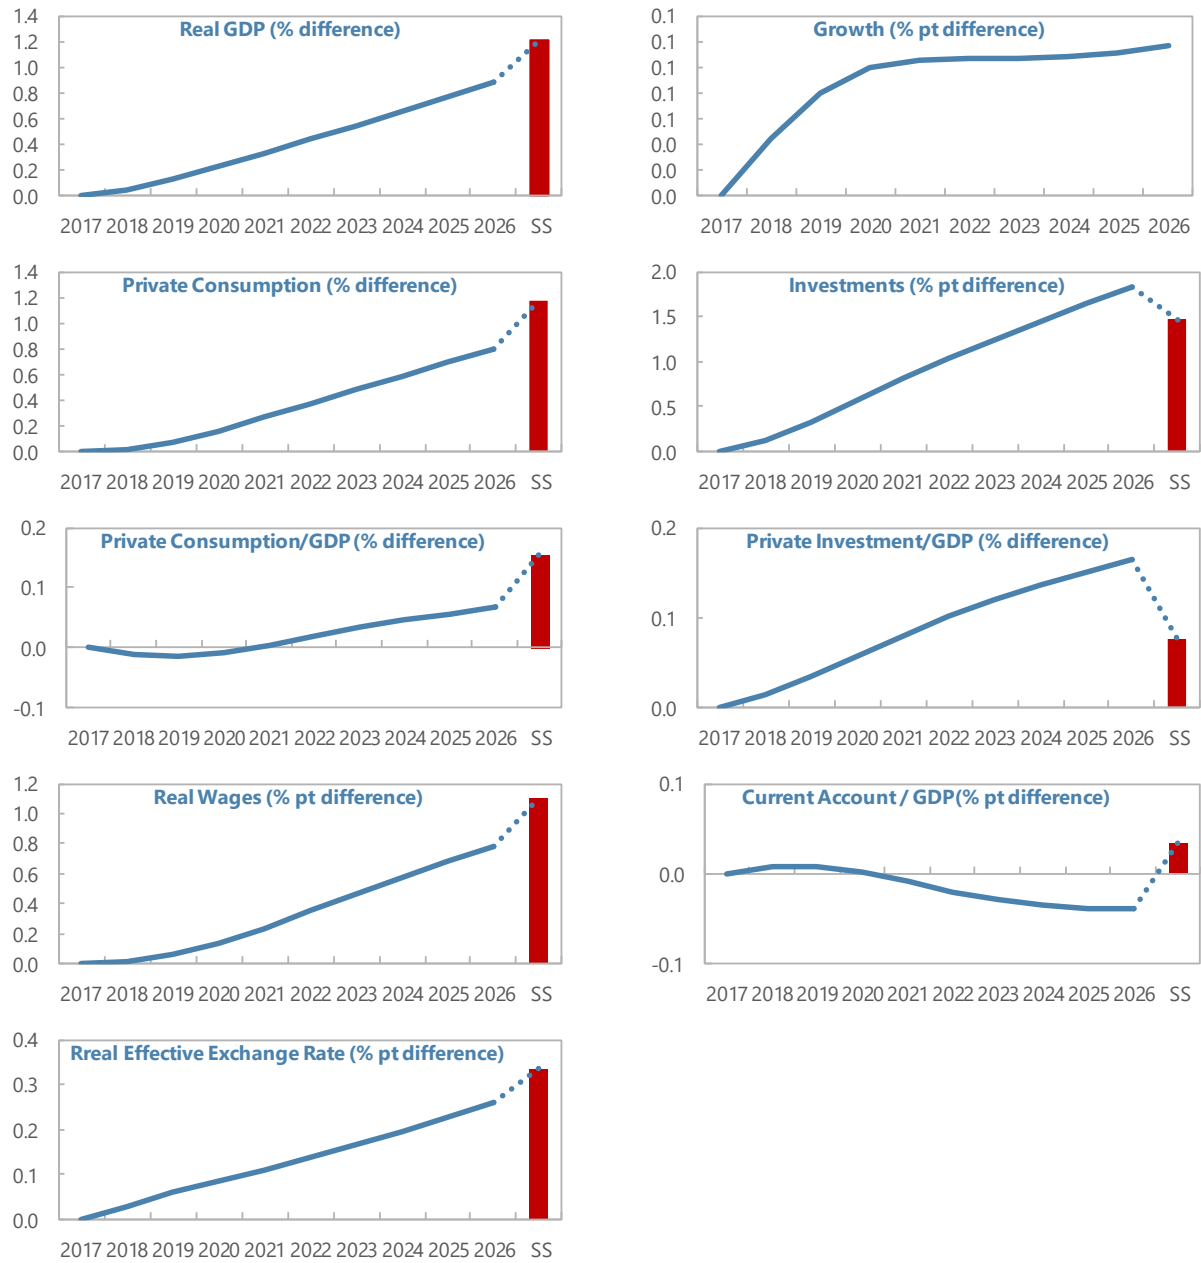 Real GDP (% difference)
1.4
1.2
1.0
0.8
0.6
0.4
0.2
0.0
2017 2018 2019 2020 2021 2022 2023 2024 2025 2026 SS
Growth (% pt difference)
0.1
0.1
0.1
0.1
0.1
0.0
0.0
0.0
2017 2018 2019 2020 2021 2022 2023 2024 2025 2026
Private Consumption (% difference)
1.4
1.2
1.0
0.8
0.6
0.4
0.2
0.0
2017 2018 2019 2020 2021 2022 2023 2024 2025 2026 SS
Investments (% pt difference)
2.0
1.5
1.0
0.5
0.0
2017 2018 2019 2020 2021 2022 2023 2024 2025 2026 SS
Private Consumption/GDP (% difference)
0.2
0.1
0.0
-0.1
2017 2018 2019 2020 2021 2022 2023 2024 2025 2026 SS
Private Investment/GDP (% difference)
0.2
0.1
0.0
2017 2018 2019 2020 2021 2022 2023 2024 2025 2026 SS
Real Wages (% pt difference)
1.2
1.0
0.8
0.6
0.4
0.2
0.0
2017 2018 2019 2020 2021 2022 2023 2024 2025 2026 SS
Current Account / GDP(% pt difference)
0.1
0.0
-0.1
2017 2018 2019 2020 2021 2022 2023 2024 2025 2026 SS
Rreal Effective Exchange Rate (% pt difference)
0.4
0.3
0.2
0.1
0.0
2017 2018 2019 2020 2021 2022 2023 2024 2025 2026 SS